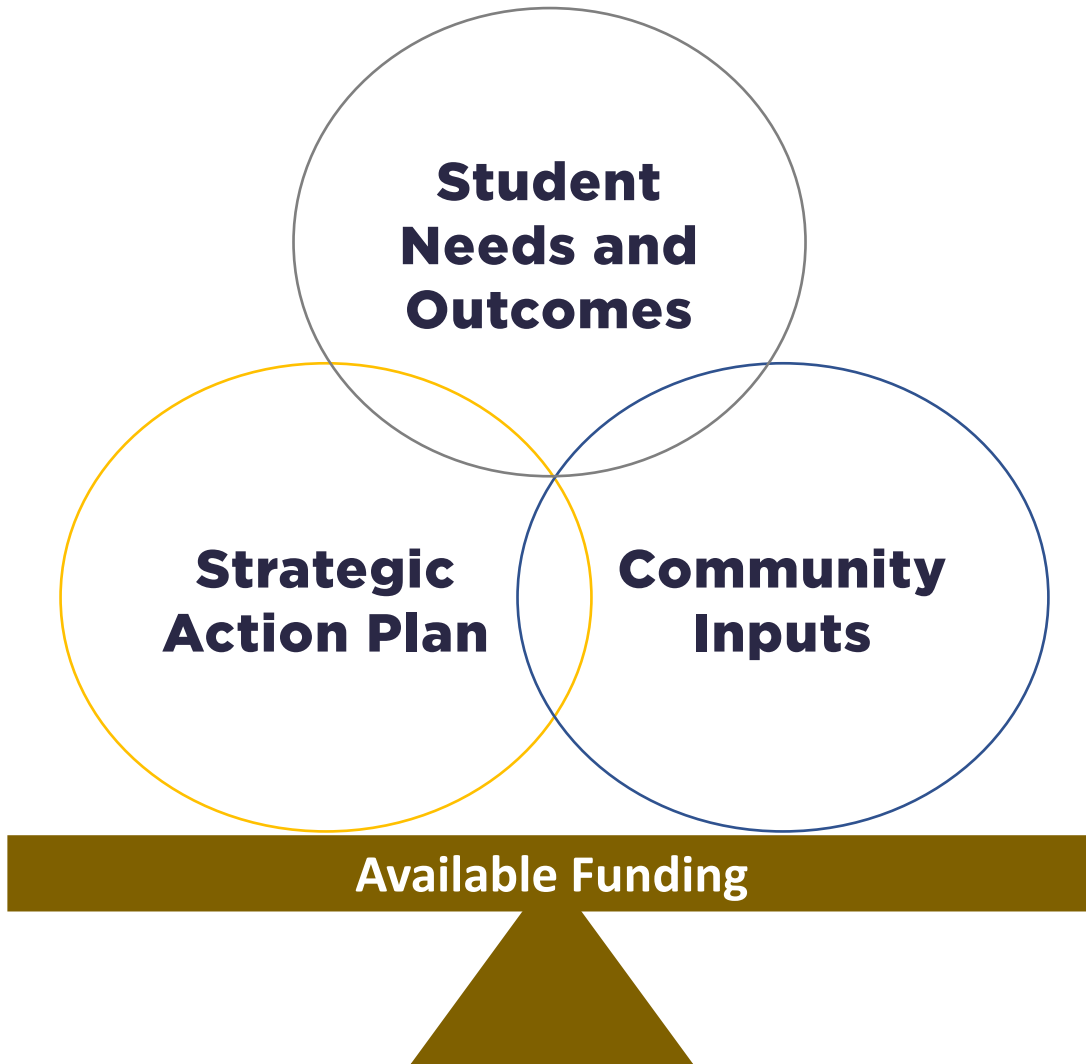 Student
Needs and
Outcomes
Strategic
Action Plan
Community
Inputs
Available Funding